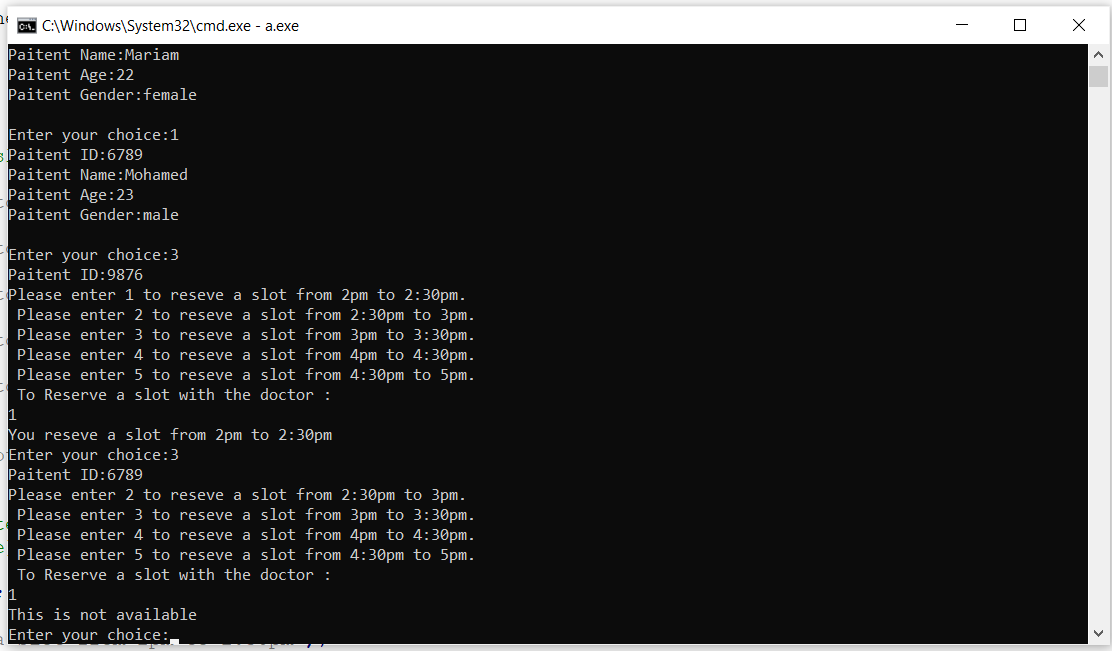 C:\Windows\System32\cmd.exe - a.exe
Paitent Name:Mariam
Paitent Age:22
Paitent Gender:female
Enter your choice:1
Paitent ID:6789
Paitent Name:Mohamed
Paitent Age:23
Paitent Gender:male
Enter your choice:3
Paitent ID:9876
Please enter 1 to reseve a slot from 2pm to 2:30pm.
Please enter 2 to reseve a slot from 2:30pm to 3pm.
Please enter 3 to reseve a slot from 3pm to 3:30pm.
Please enter 4 to reseve a slot from 4pm to 4:30pm.
Please enter 5 to reseve a slot from 4:30pm to 5pm.
To Reserve a slot with the doctor :
1
You reseve a slot from 2pm to 2:30pm
Enter your choice:3
Paitent ID:6789
Please enter 2 to reseve a slot from 2:30pm to 3pm.
Please enter 3 to reseve a slot from 3pm to 3:30pm.
Please enter 4 to reseve a slot from 4pm to 4:30pm.
Please enter 5 to reseve a slot from 4:30pm to 5pm.
To Reserve a slot with the doctor :
1
This is not available
Enter your choice: